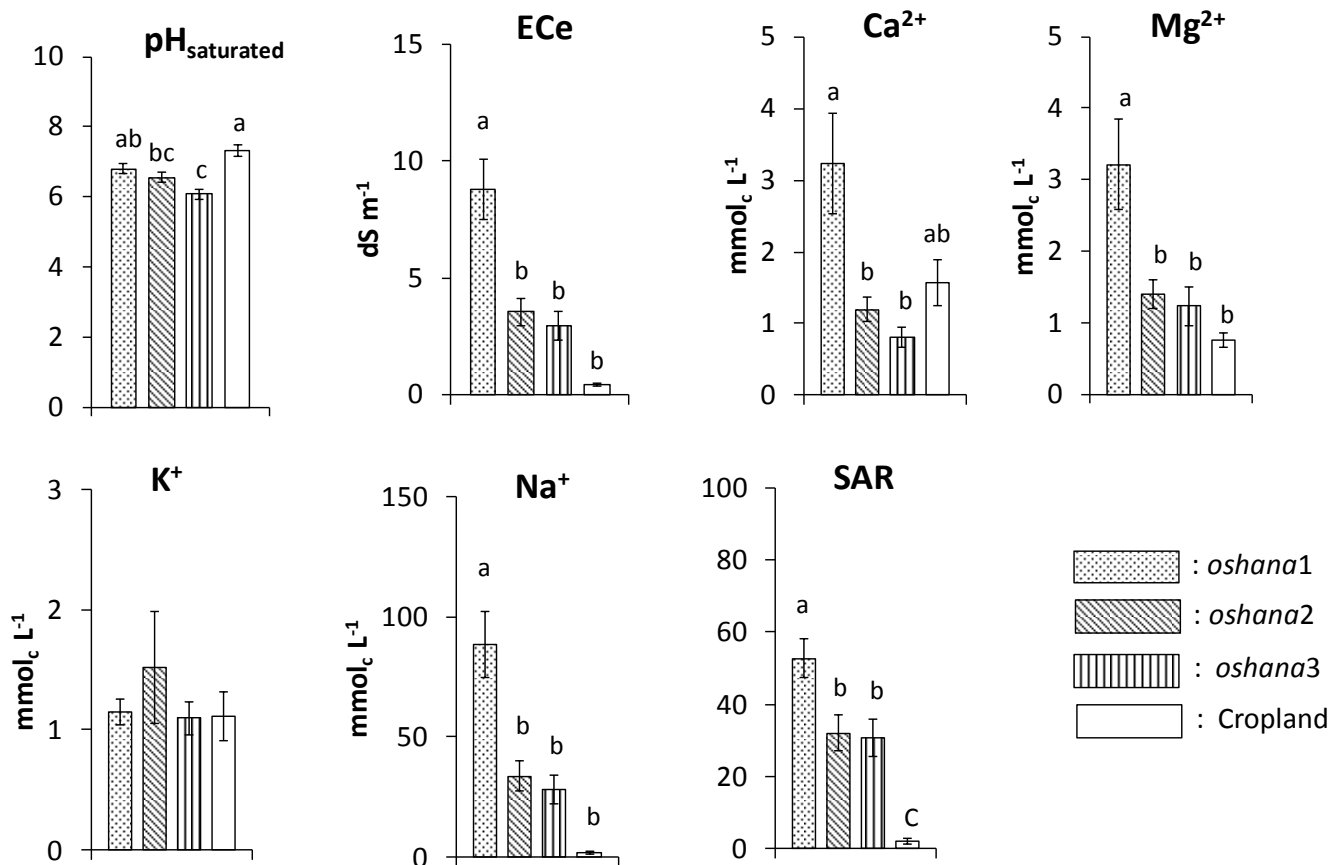 pHsaturated
10
8
6
4
2
0
ab
bc
c
a
ECe
dS m-1
15
10
5
0
a
b
b
b
Ca2+
mmolc L-1
5
4
3
2
1
0
a
b
b
ab
Mg2+
mmolc L-1
5
4
3
2
1
0
a
b
b
b
K+
mmolc L-1
3
2
1
0
Na+
mmolc L-1
150
100
50
0
a
b
b
b
SAR
100
80
60
40
20
0
a
b
b
C
: oshana1
: oshana2
: oshana3
: Cropland